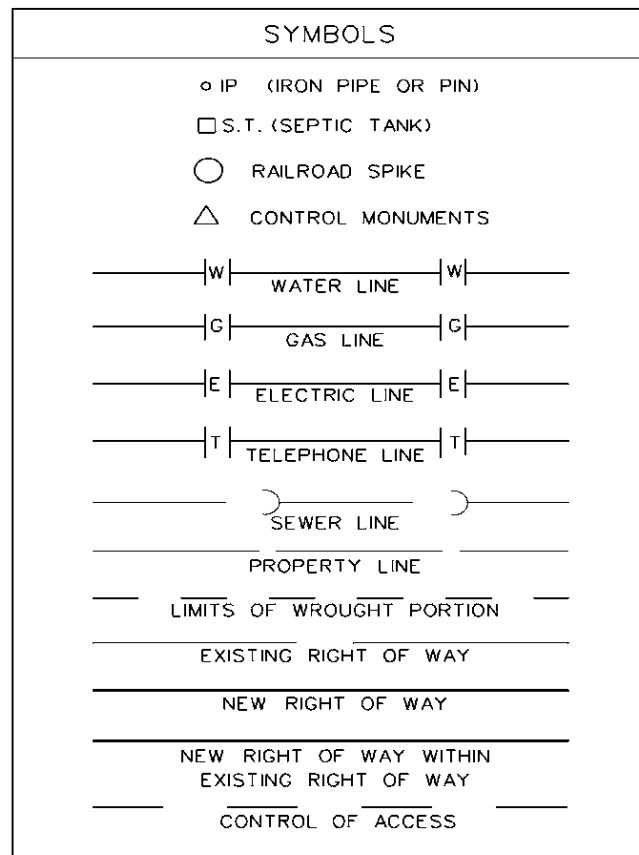 SYMBOLS
IP (IRON PIPE OR PIN)
S.T. (SEPTIC TANK)
RAILROAD SPIKE
CONTROL MONUMENTS
W W
WATER LINE
G G
GAS LINE
E E
ELECTRIC LINE
T T
TELEPHONE LINE
SEWER LINE
PROPERTY LINE
LIMITS OF WROUGHT PORTION
EXISTING RIGHT OF WAY
NEW RIGHT OF WAY
NEW RIGHT OF WAY WITHIN
EXISTING RIGHT OF WAY
CONTROL OF ACCESS